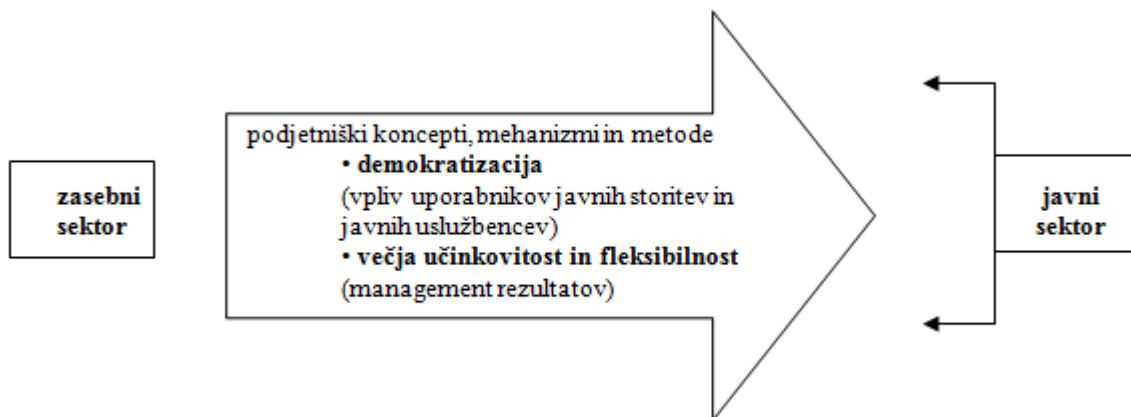 zasebni
sektor
podjetniški koncepti, mehanizmi in metode
• demokratizacija
(vpliv uporabnikov javnih storitev in
javnih uslužbencev)
• večja učinkovitost in fleksibilnost
(management rezultatov)
javni
sektor